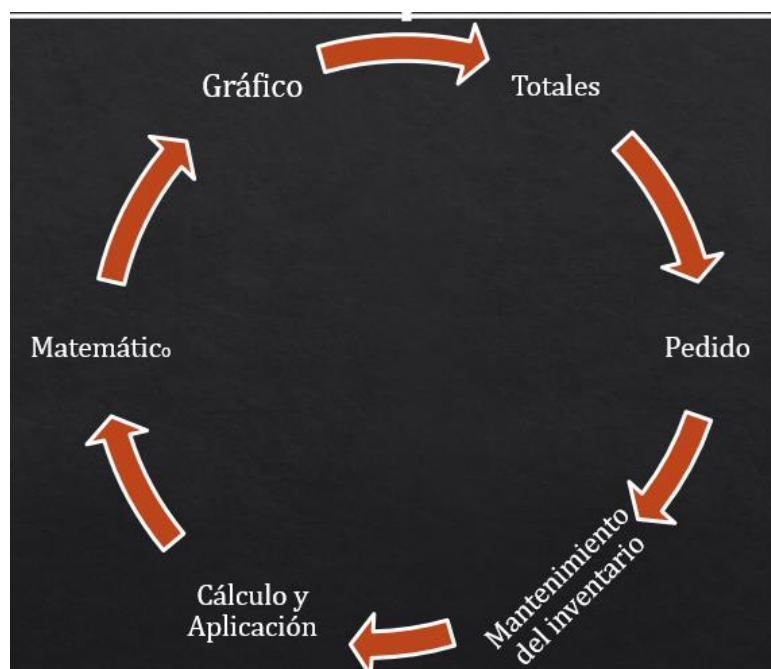 Gráfico
Totales
Pedido
Mantenimiento
del inventario
Cálculo y
Aplicación
Matemático